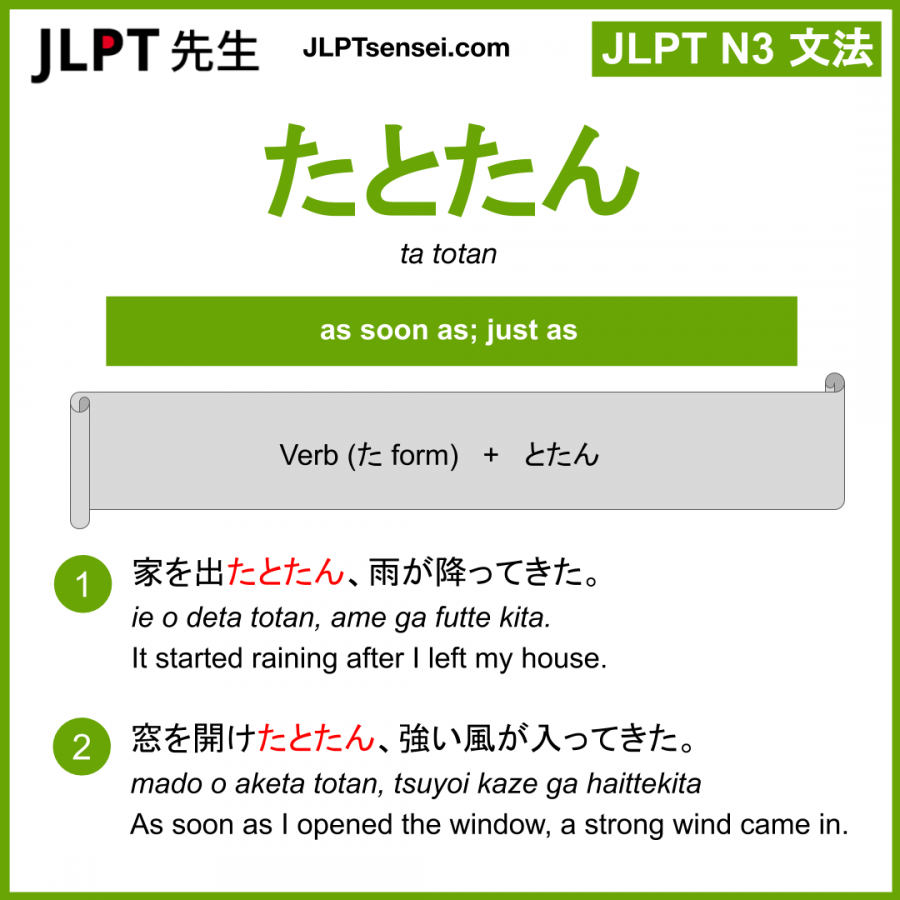 JLPT 先生
JLPTsensei.com
JLPT N3 文法
たとたん
ta totan
as soon as; just as
Verb (た form) + とたん
1
家を出たとたん、雨が降ってきた。
ie o deta totan, ame ga futte kita.
It started raining after I left my house.
2
窓を開けたとたん、強い風が入ってきた。
mado o aketa totan, tsuyoi kaze ga haittekita
As soon as I opened the window, a strong wind came in.